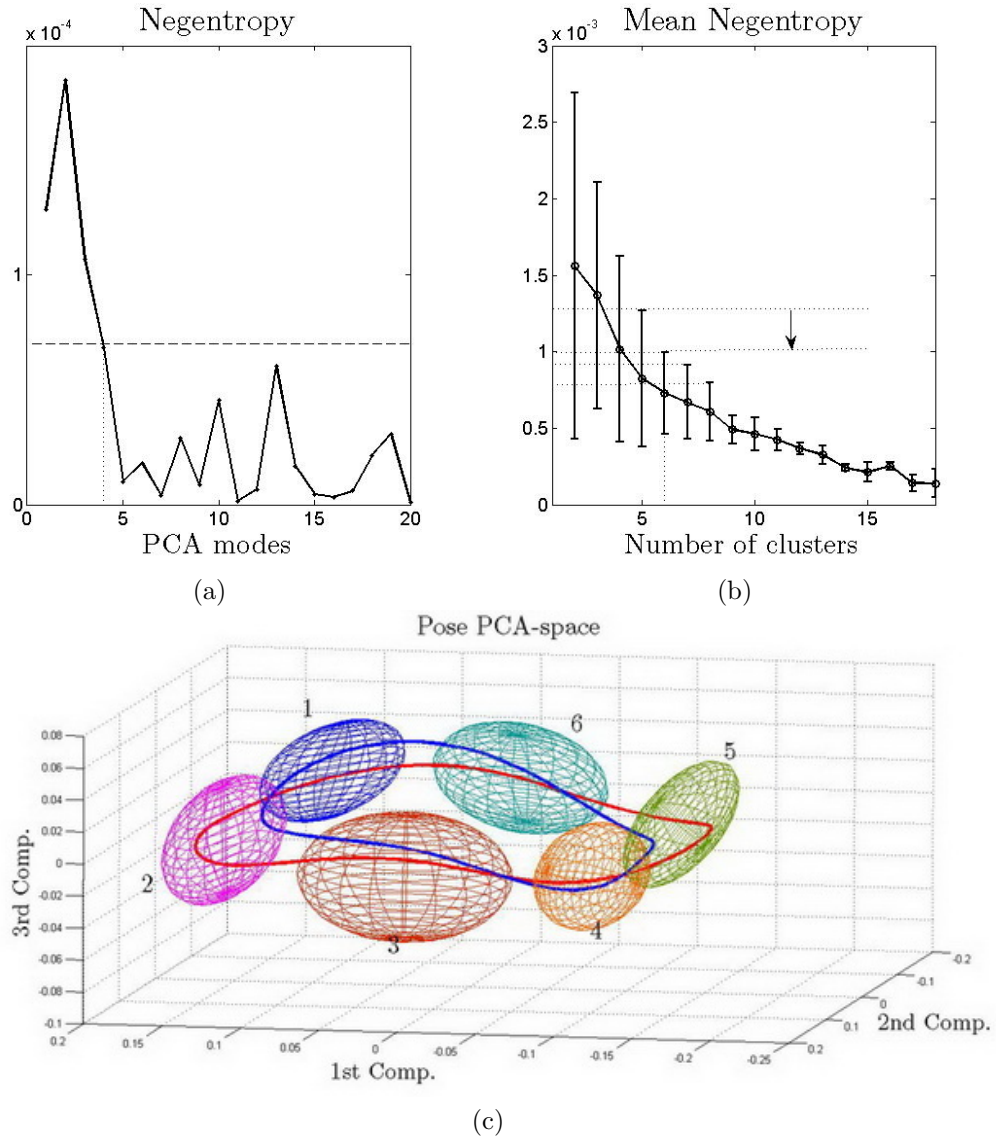 Negentropy
x 10⁻⁴
1
0
0 5 10 15 20
PCA modes
(a)
Mean Negentropy
x 10⁻³
3
2.5
2
1.5
1
0.5
0
5 10 15
Number of clusters
(b)
Pose PCA-space
1
6
5
2
3
4
0.08
0.06
0.04
0.02
0
-0.02
-0.04
-0.06
-0.08
-0.1
3rd Comp.
0.2 0.15 0.1 0.05 0 -0.05 -0.1 -0.15 -0.2 -0.25
1st Comp.
-0.2
-0.1
0
0.1
0.2
2nd Comp.
(c)